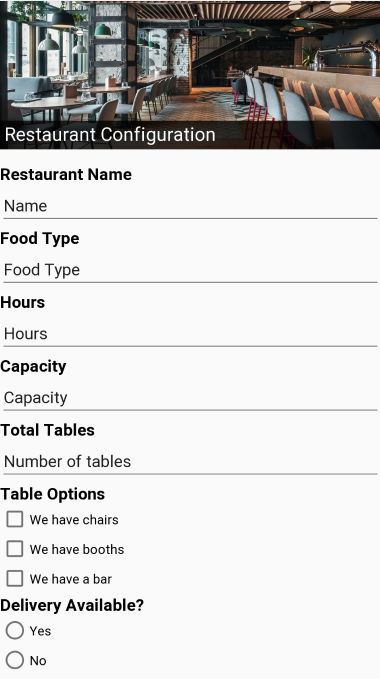 Restaurant Configuration
Restaurant Name
Name
Food Type
Food Type
Hours
Hours
Capacity
Capacity
Total Tables
Number of tables
Table Options
We have chairs
We have booths
We have a bar
Delivery Available?
Yes
No